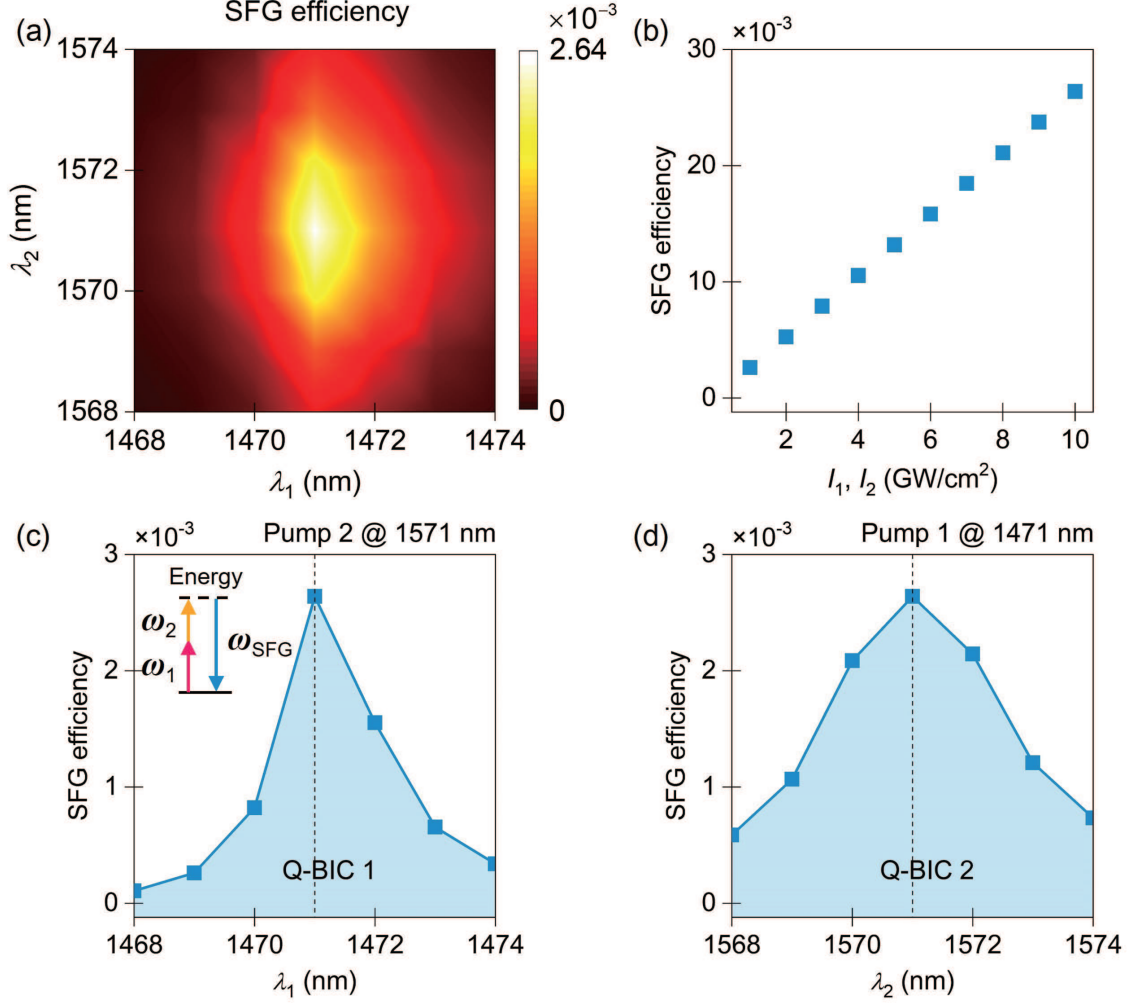 SFG efficiency
(a)
×10⁻³
2.64
1574
1572
1570
1568
λ₂ (nm)
0
1468
1470
1472
1474
λ₁ (nm)
(b)
×10⁻³
30
20
10
0
SFG efficiency
2
4
6
8
10
I₁, I₂ (GW/cm²)
(c)
×10⁻³
Pump 2 @ 1571 nm
3
2
1
0
SFG efficiency
Energy
ω₂
ω₁
ω_SFG
Q-BIC 1
1468
1470
1472
1474
λ₁ (nm)
(d)
×10⁻³
Pump 1 @ 1471 nm
3
2
1
0
SFG efficiency
Q-BIC 2
1568
1570
1572
1574
λ₂ (nm)